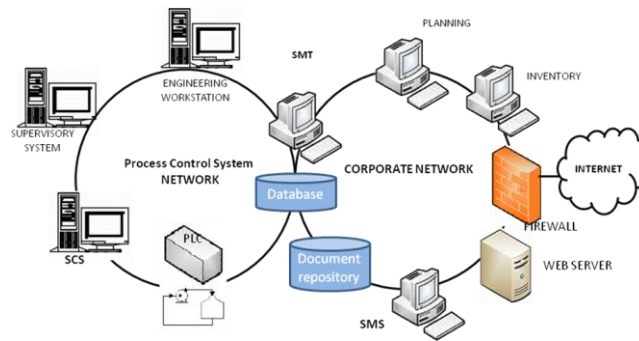 PLANNING
SMT
ENGINEERING
WORKSTATION
INVENTORY
SUPERVISORY
SYSTEM
Process Control System
NETWORK
CORPORATE NETWORK
INTERNET
Database
FIREWALL
SCS
PLC
Document
repository
WEB SERVER
SMS